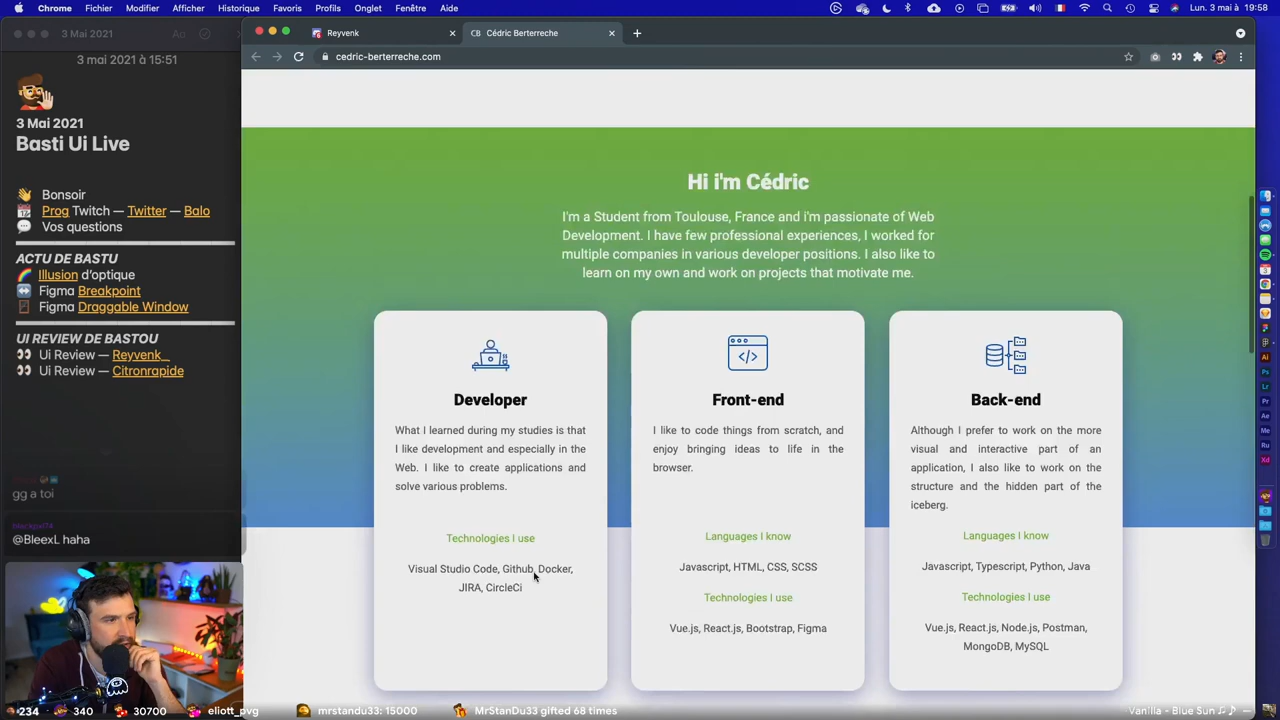 Chrome Fichier Modifier Afficher Historique Favoris Profils Onglet Fenêtre Aide
Lun. 3 mai à 19:58
3 Mai 2021
Aa
3 mai 2021 à 15:51
3 Mai 2021
Basti Ui Live
Bonsoir
Prog Twitch — Twitter — Balo
Vos questions
ACTU DE BASTU
Illusion d'optique
Figma Breakpoint
Figma Draggable Window
UI REVIEW DE BASTOU
Ui Review — Reyvenk_
Ui Review — Citronrapide
gg a toi
@BleexL haha
Reyvenk
CB Cédric Berterreche
cedric-berterreche.com
Hi i'm Cédric
I'm a Student from Toulouse, France and i'm passionate of Web
Development. I have few professional experiences, I worked for
multiple companies in various developer positions. I also like to
learn on my own and work on projects that motivate me.
Developer
What I learned during my studies is that
I like development and especially in the
Web. I like to create applications and
solve various problems.
Technologies I use
Visual Studio Code, Github, Docker,
JIRA, CircleCi
Front-end
I like to code things from scratch, and
enjoy bringing ideas to life in the
browser.
Languages I know
Javascript, HTML, CSS, SCSS
Technologies I use
Vue.js, React.js, Bootstrap, Figma
Back-end
Although I prefer to work on the more
visual and interactive part of an
application, I also like to work on the
structure and the hidden part of the
iceberg.
Languages I know
Javascript, Typescript, Python, Java
Technologies I use
Vue.js, React.js, Node.js, Postman,
MongoDB, MySQL
Ai
Ps
Lr
Pr
Ae
Me
Ru
Xd
234 340 30700 eliott_pvg mrstandu33: 15000 MrStanDu33 gifted 68 times
Vanilla - Blue Sun